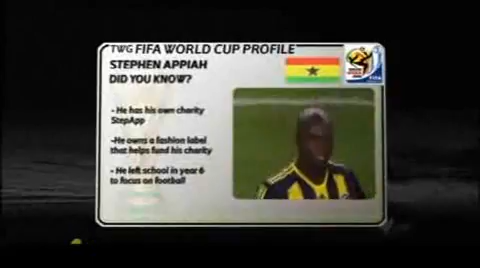 TWG FIFA WORLD CUP PROFILE
STEPHEN APPIAH
DID YOU KNOW?
- He has his own charity
StepApp
-He owns a fashion label
that helps fund his charity
- He left school in year 6
to focus on football
FIFA